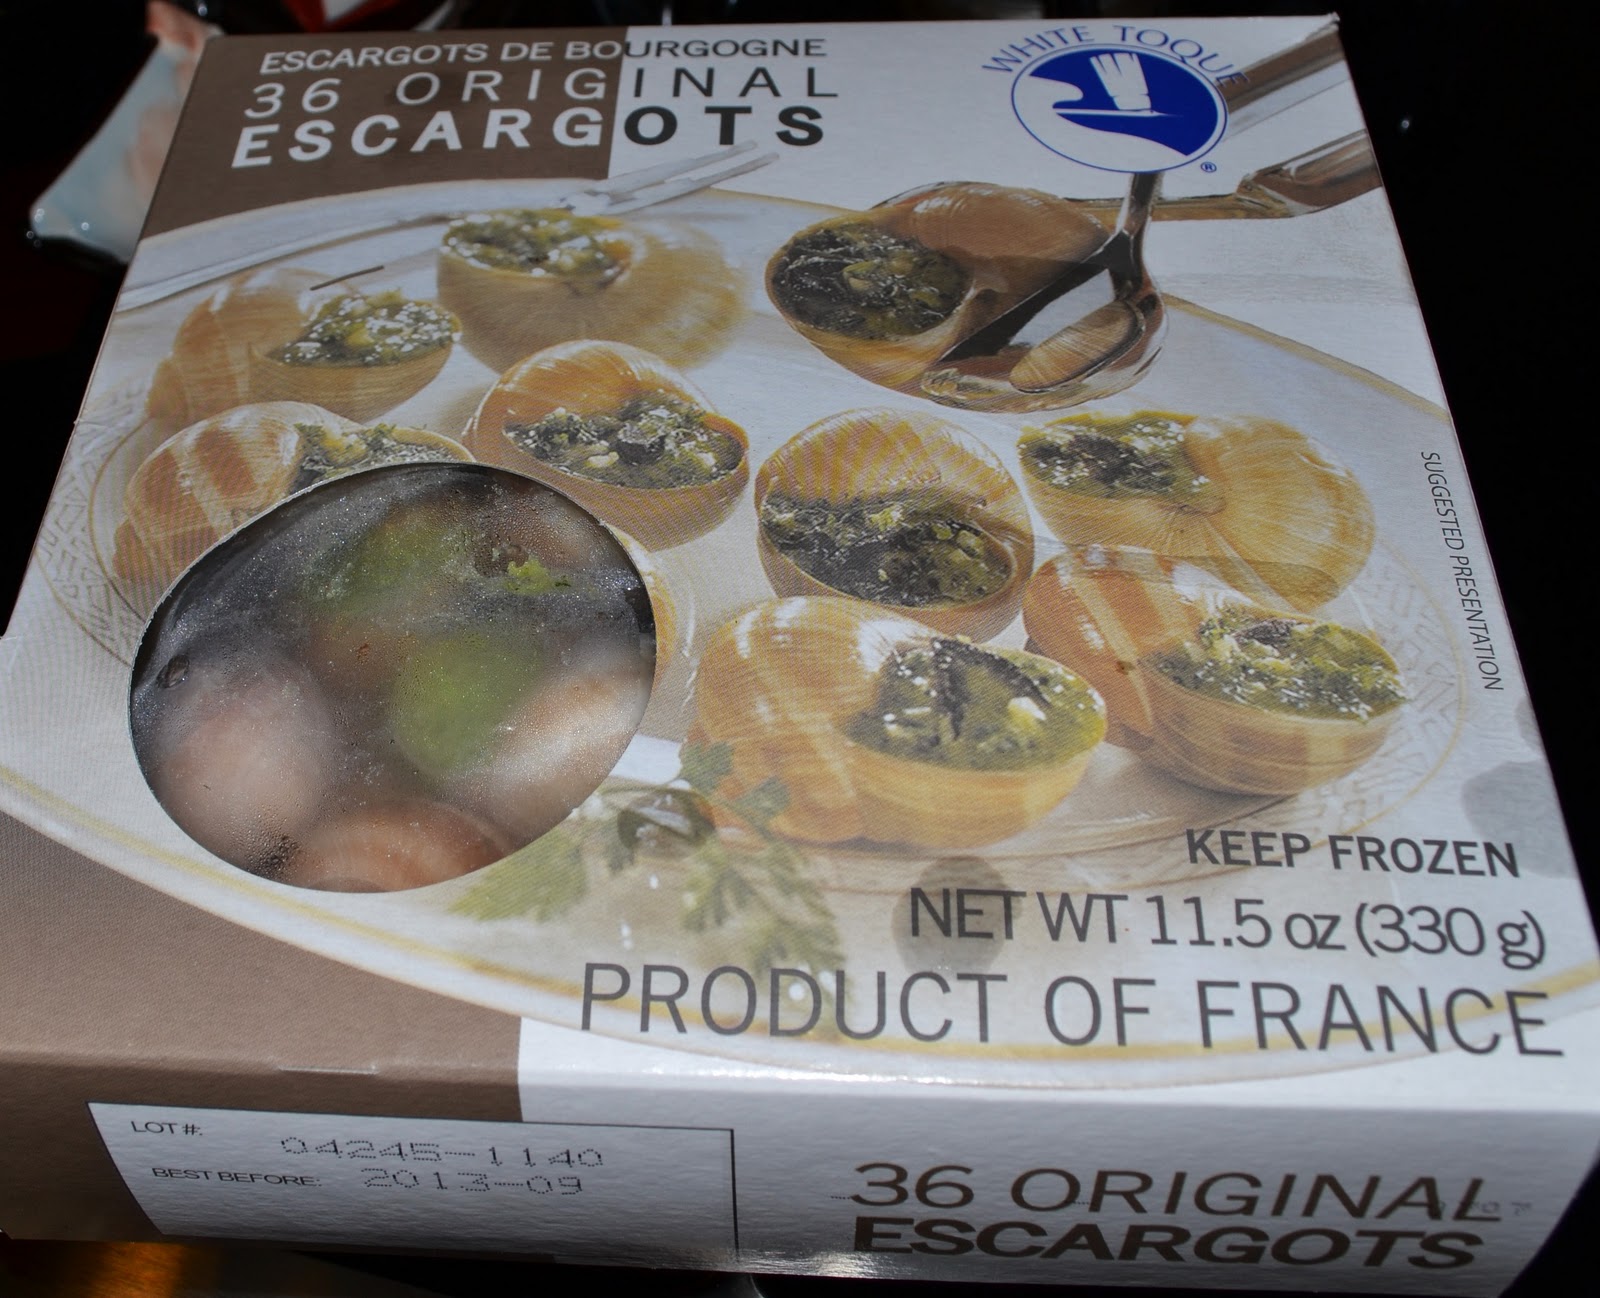 ESCARGOTS DE BOURGOGNE
36 ORIGINAL
ESCARGOTS
WHITE TOQUE
®
SUGGESTED PRESENTATION
KEEP FROZEN
NET WT 11.5 oz (330 g)
PRODUCT OF FRANCE
LOT #:
04245-1140
BEST BEFORE:
2013-09
36 ORIGINAL
ESCARGOTS